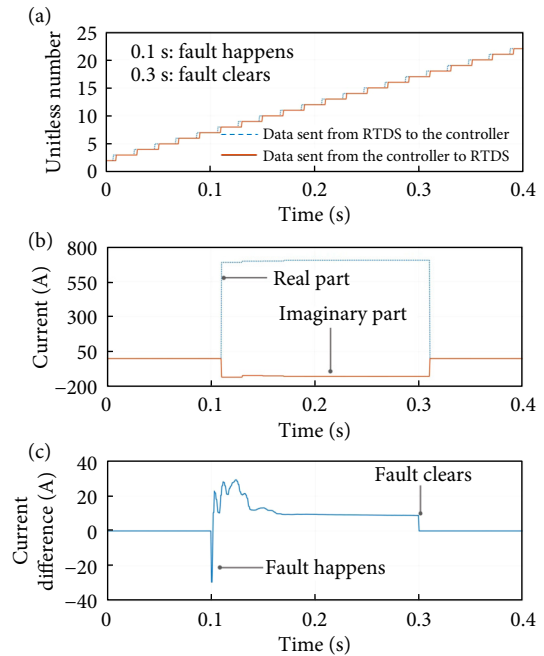 (a)
25
20
15
10
5
0
Unitless number
0.1 s: fault happens
0.3 s: fault clears
Data sent from RTDS to the controller
Data sent from the controller to RTDS
0 0.1 0.2 0.3 0.4
Time (s)
(b)
800
550
300
50
−200
Current (A)
Real part
Imaginary part
0 0.1 0.2 0.3 0.4
Time (s)
(c)
40
20
0
−20
−40
Current
difference (A)
Fault clears
Fault happens
0 0.1 0.2 0.3 0.4
Time (s)